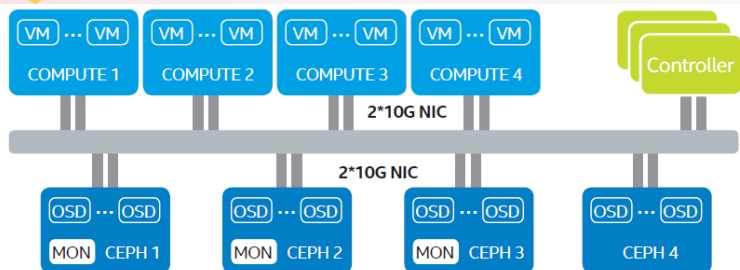 VM ... VM VM ... VM VM ... VM VM ... VM
COMPUTE 1 COMPUTE 2 COMPUTE 3 COMPUTE 4 Controller
2*10G NIC
2*10G NIC
OSD ... OSD OSD ... OSD OSD ... OSD OSD ... OSD
MON CEPH 1 MON CEPH 2 MON CEPH 3 CEPH 4